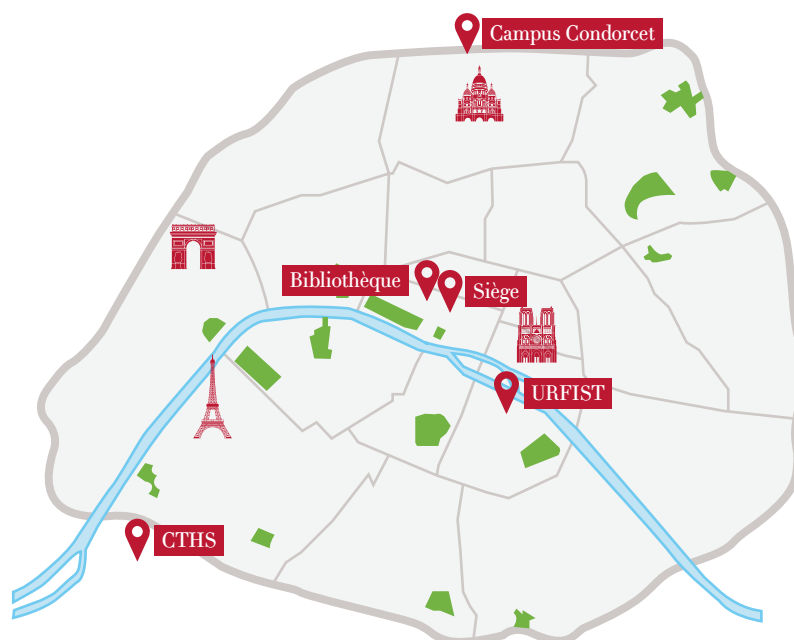 Campus Condorcet
Bibliothèque
Siège
URFIST
CTHS